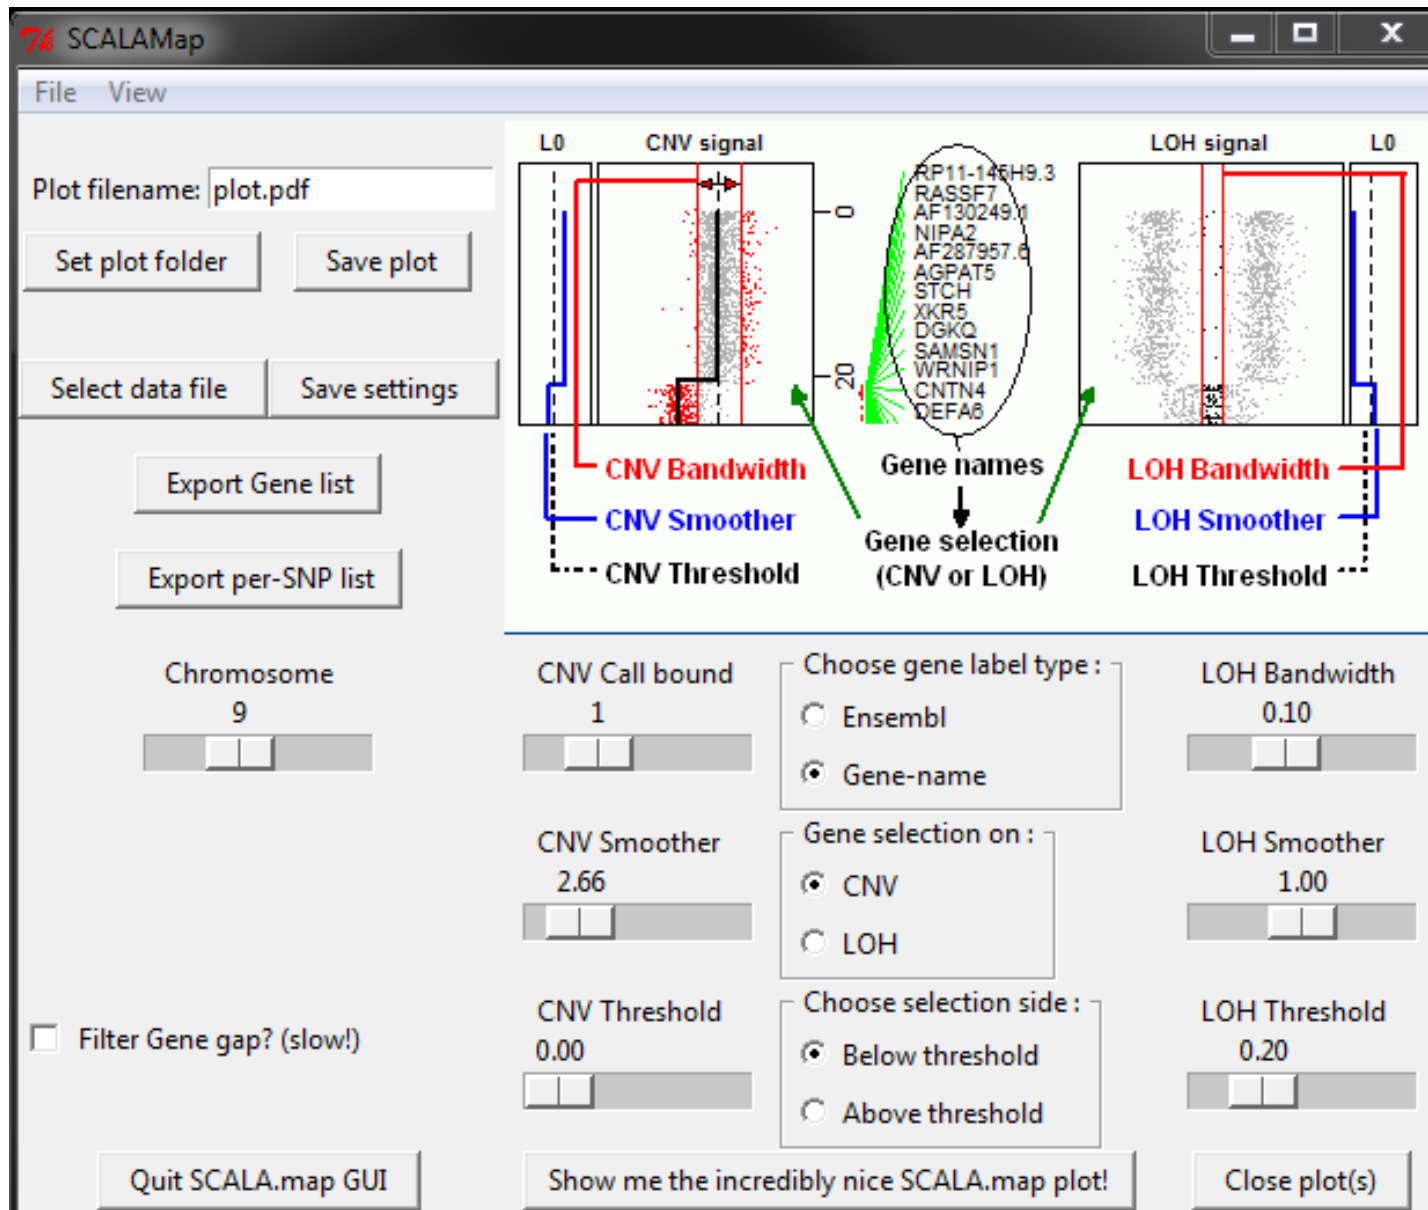 7k SCALAMap
File View
Plot filename: plot.pdf
Set plot folder
Save plot
Select data file
Save settings
Export Gene list
Export per-SNP list
L0
CNV signal
LOH signal
L0
0
20
RP11-145H9.3
RASSF7
AF130249.1
NIPA2
AF287957.6
AGPAT5
STCH
XKR5
DGKQ
SAMSN1
WRNIP1
CNTN4
DEFA6
CNV Bandwidth
Gene names
LOH Bandwidth
CNV Smoother
LOH Smoother
Gene selection
(CNV or LOH)
CNV Threshold
LOH Threshold
Chromosome
9
CNV Call bound
1
Choose gene label type :
Ensembl
Gene-name
LOH Bandwidth
0.10
CNV Smoother
2.66
Gene selection on :
CNV
LOH
LOH Smoother
1.00
Filter Gene gap? (slow!)
CNV Threshold
0.00
Choose selection side :
Below threshold
Above threshold
LOH Threshold
0.20
Quit SCALA.map GUI
Show me the incredibly nice SCALA.map plot!
Close plot(s)